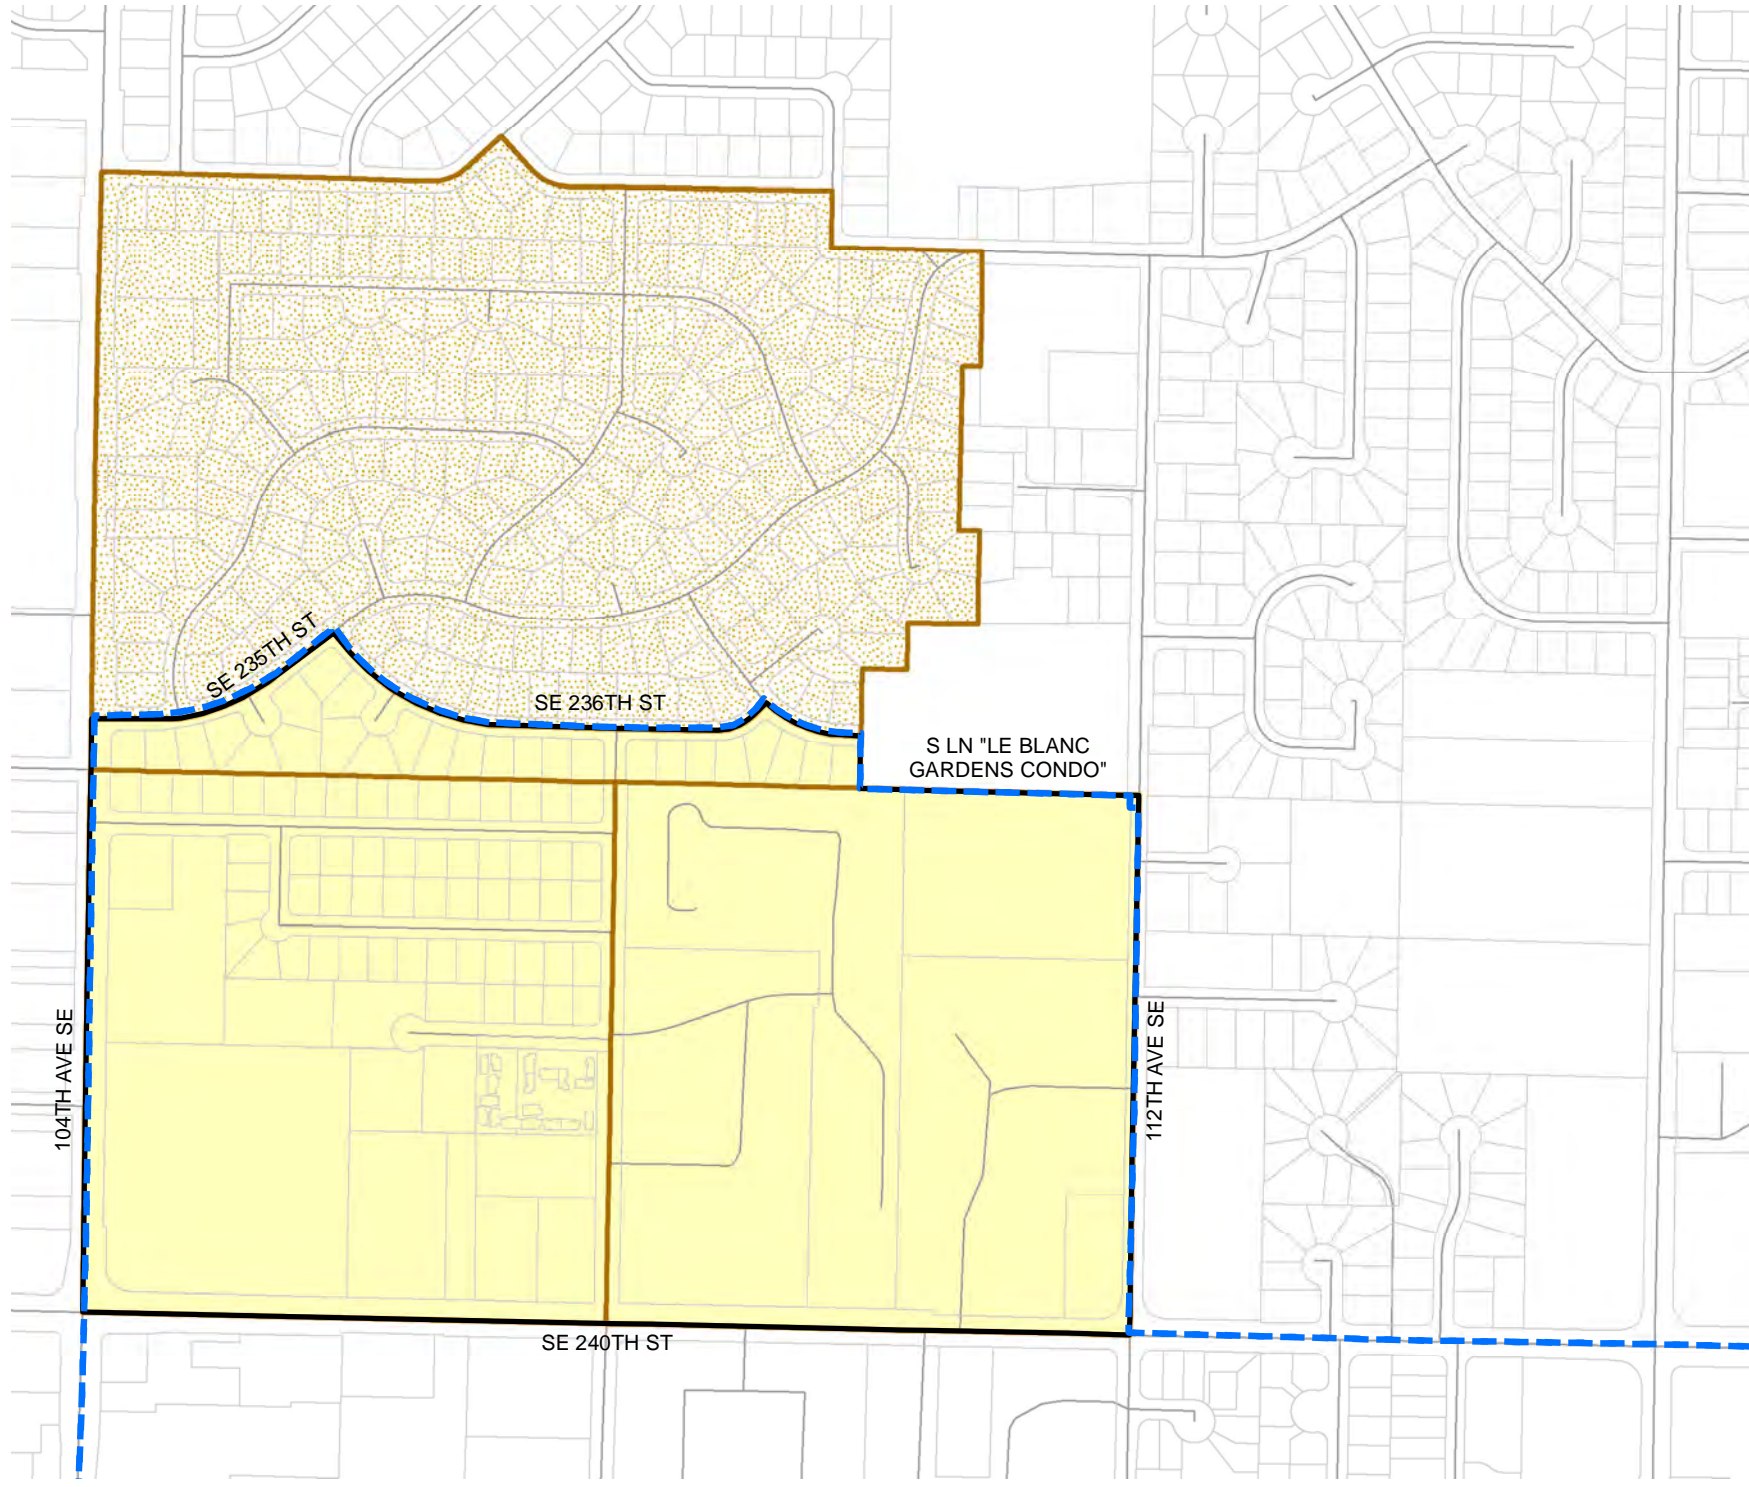 SE 235TH ST
SE 236TH ST
S LN "LE BLANC
GARDENS CONDO"
104TH AVE SE
112TH AVE SE
SE 240TH ST